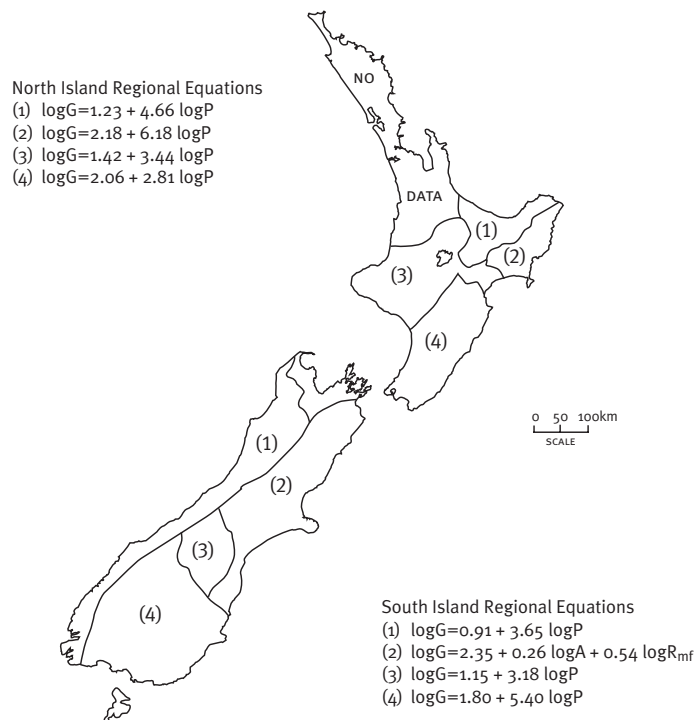 NO
DATA
North Island Regional Equations
(1) logG=1.23 + 4.66 logP
(2) logG=2.18 + 6.18 logP
(3) logG=1.42 + 3.44 logP
(4) logG=2.06 + 2.81 logP
(1)
(2)
(3)
(4)
0 50 100km
SCALE
(1)
(2)
(3)
(4)
South Island Regional Equations
(1) logG=0.91 + 3.65 logP
(2) logG=2.35 + 0.26 logA + 0.54 logRmf
(3) logG=1.15 + 3.18 logP
(4) logG=1.80 + 5.40 logP